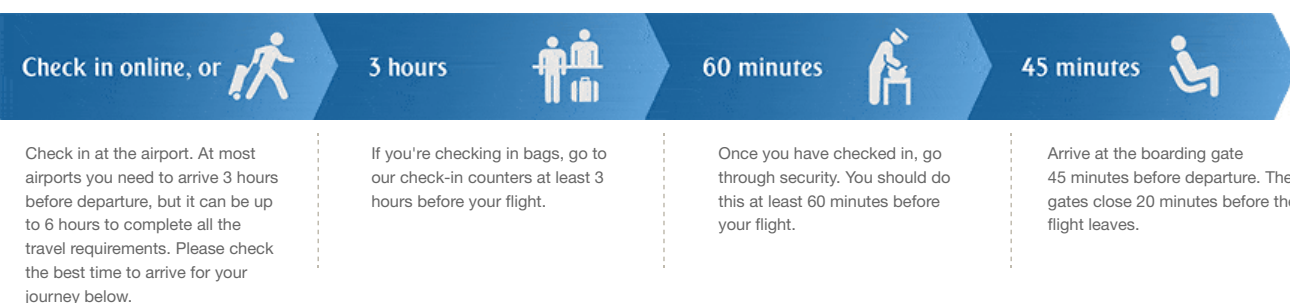 Check in online, or
3 hours
60 minutes
45 minutes
Check in at the airport. At most
airports you need to arrive 3 hours
before departure, but it can be up
to 6 hours to complete all the
travel requirements. Please check
the best time to arrive for your
journey below.
If you're checking in bags, go to
our check-in counters at least 3
hours before your flight.
Once you have checked in, go
through security. You should do
this at least 60 minutes before
your flight.
Arrive at the boarding gate
45 minutes before departure. The
gates close 20 minutes before the
flight leaves.